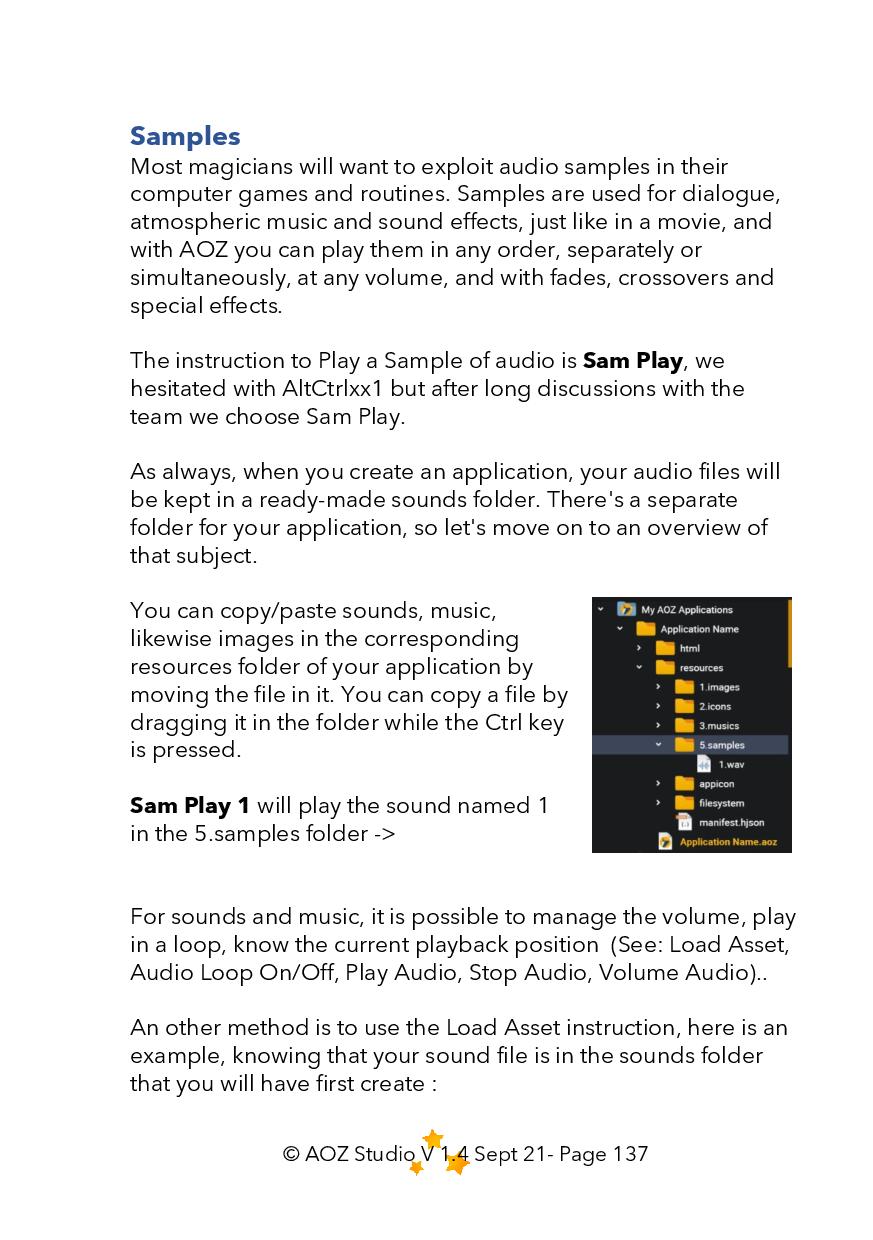 Samples
Most magicians will want to exploit audio samples in their
computer games and routines. Samples are used for dialogue,
atmospheric music and sound effects, just like in a movie, and
with AOZ you can play them in any order, separately or
simultaneously, at any volume, and with fades, crossovers and
special effects.
The instruction to Play a Sample of audio is Sam Play, we
hesitated with AltCtrlxx1 but after long discussions with the
team we choose Sam Play.
As always, when you create an application, your audio files will
be kept in a ready-made sounds folder. There's a separate
folder for your application, so let's move on to an overview of
that subject.
You can copy/paste sounds, music,
likewise images in the corresponding
resources folder of your application by
moving the file in it. You can copy a file by
dragging it in the folder while the Ctrl key
is pressed.
Sam Play 1 will play the sound named 1
in the 5.samples folder ->
My AOZ Applications
Application Name
html
resources
1.images
2.icons
3.musics
5.samples
1.wav
appicon
filesystem
manifest.hjson
Application Name.aoz
For sounds and music, it is possible to manage the volume, play
in a loop, know the current playback position  (See: Load Asset,
Audio Loop On/Off, Play Audio, Stop Audio, Volume Audio)..
An other method is to use the Load Asset instruction, here is an
example, knowing that your sound file is in the sounds folder
that you will have first create :
© AOZ Studio V 1.4 Sept 21- Page 137